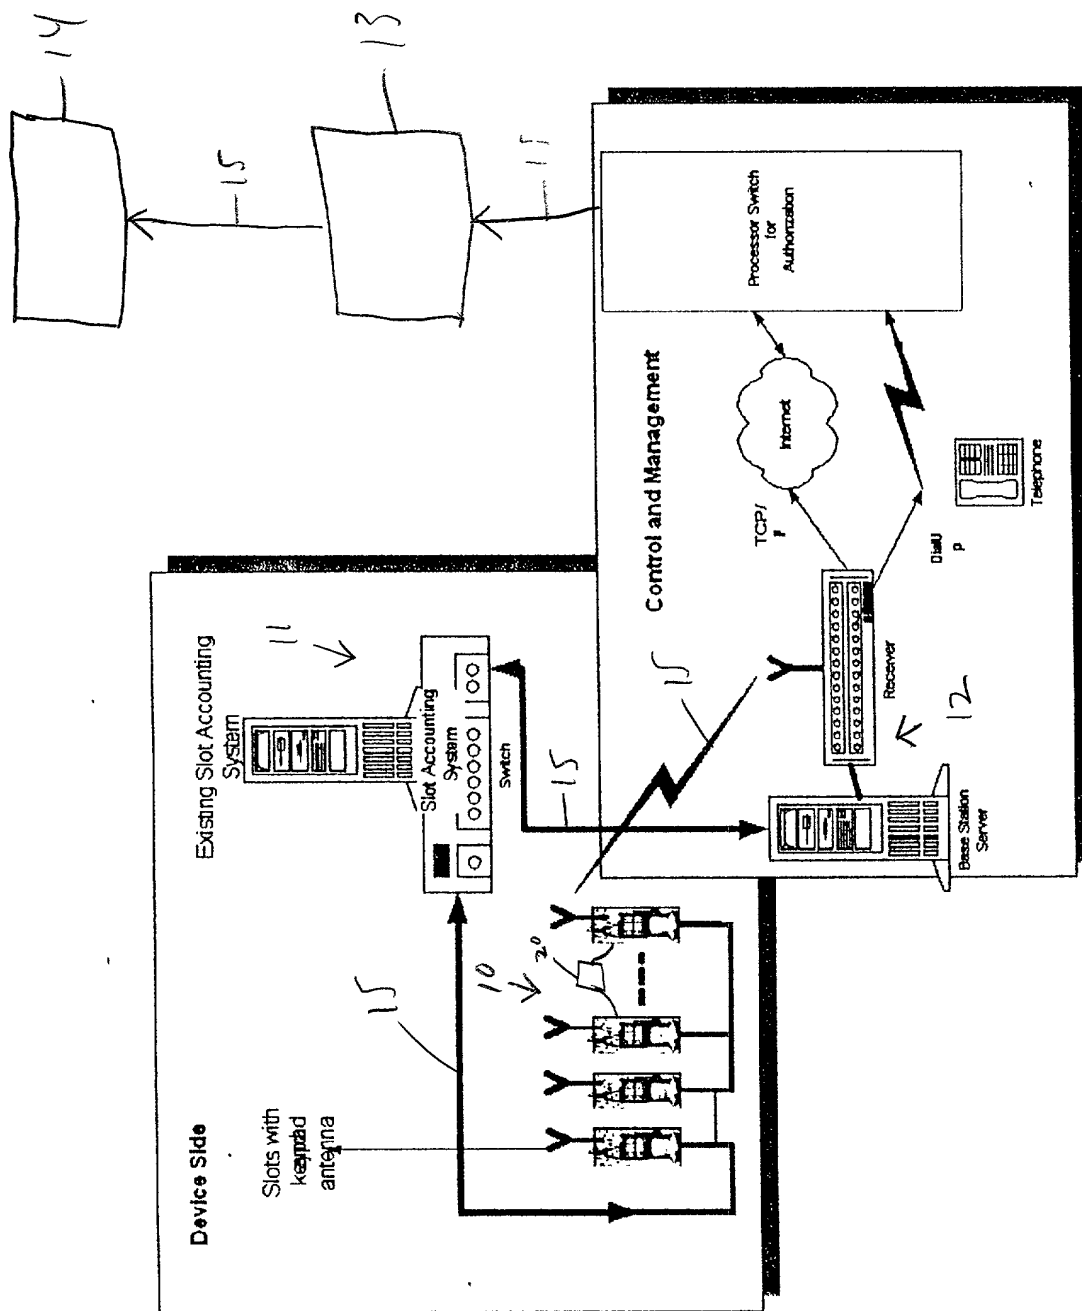 Device Side
Slots with
keypad
antenna
Existing Slot Accounting
System
Slot Accounting
System
Switch
11
15
10
20
15
15
Control and Management
Base Station
Server
12
Receiver
TCP/
IP
DialU
p
Internet
Telephone
Processor Switch
for
Authorization
15
13
15
14